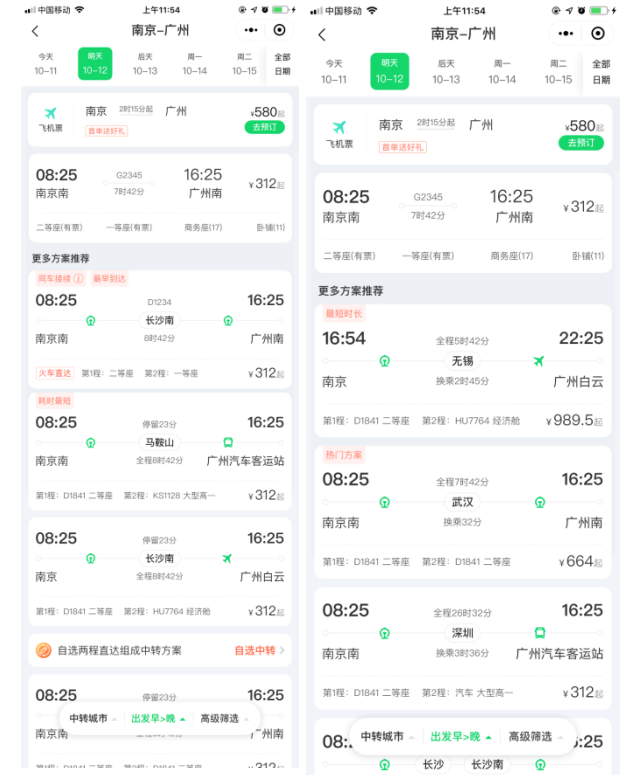 中国移动
上午11:54
南京–广州
今天
10–11
明天
10–12
后天
10–13
周一
10–14
周二
10–15
全部
日期
飞机票
南京 2时15分起 广州
首单送好礼
¥580起
去预订
08:25 G2345 16:25
南京南 7时42分 广州南
¥312起
二等座(有票) 一等座(有票) 商务座(17) 卧铺(11)
更多方案推荐
同车接续 最早到达
08:25 D1234 16:25
长沙南
南京南 8时42分 广州南
火车直达 第1程：二等座 第2程：一等座 ¥312起
耗时最短
08:25 停留23分 16:25
马鞍山
南京南 全程8时42分 广州汽车客运站
第1程：D1841 二等座 第2程：KS1128 大型高一 ¥312起
08:25 停留23分 16:25
长沙南
南京 全程8时42分 广州白云
第1程：D1841 二等座 第2程：HU7764 经济舱 ¥312起
自选两程直达组成中转方案 自选中转
08:25 停留23分 16:25
中转城市 出发早>晚 高级筛选
南京南 广州南
中国移动
上午11:54
南京–广州
今天
10–11
明天
10–12
后天
10–13
周一
10–14
周二
10–15
全部
日期
飞机票
南京 2时15分起 广州
首单送好礼
¥580起
去预订
08:25 G2345 16:25
南京南 7时42分 广州南
¥312起
二等座(有票) 一等座(有票) 商务座(17) 卧铺(11)
更多方案推荐
最短时长
16:54 全程5时42分 22:25
无锡
南京 换乘2时45分 广州白云
第1程：D1841 二等座 第2程：HU7764 经济舱 ¥989.5起
热门方案
08:25 全程7时42分 16:25
武汉
南京南 换乘32分 广州南
第1程：D1841 二等座 第2程：D1841 二等座 ¥664起
08:25 全程26时32分 16:25
深圳
南京南 换乘3时36分 广州汽车客运站
第1程：D1841 二等座 第2程：汽车 大型高一 ¥312起
中转城市 出发早>晚 高级筛选
长沙 长沙南